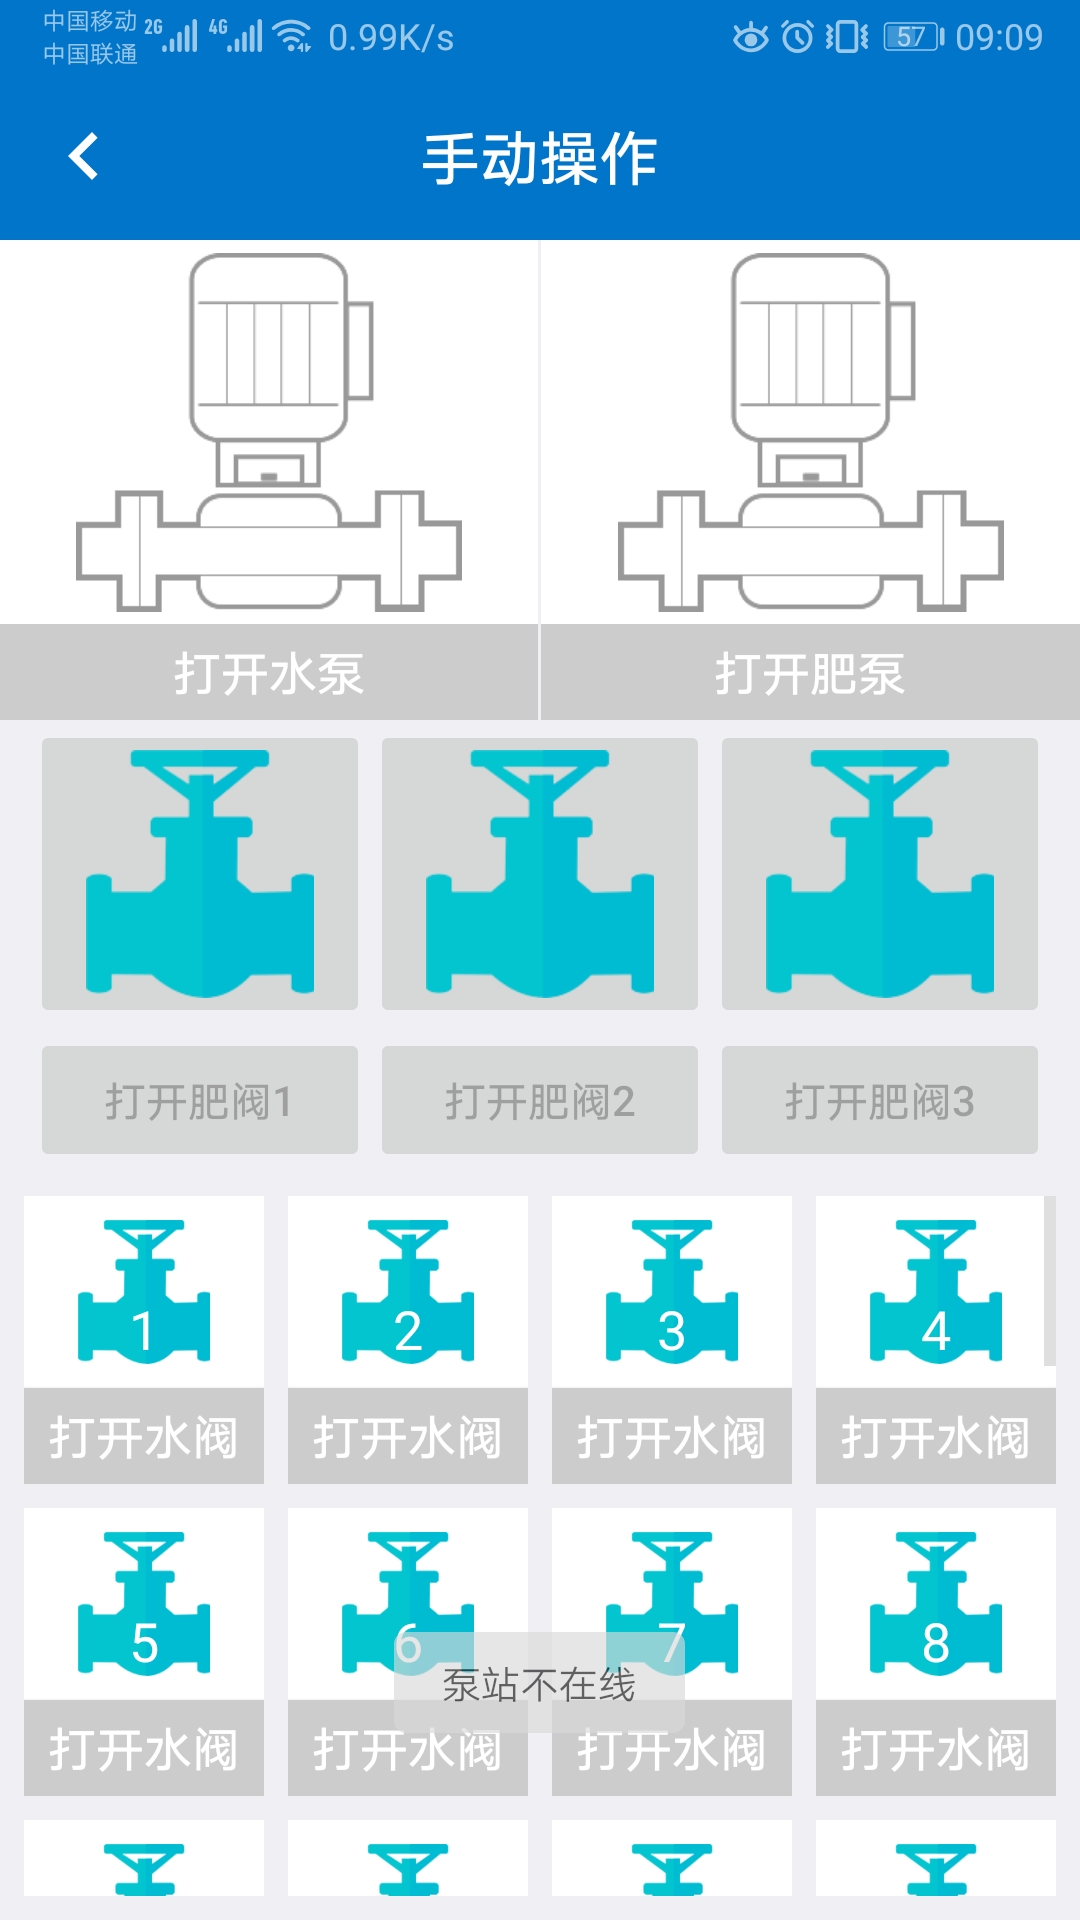 中国移动 2G 4G 0.99K/s 57 09:09
中国联通
手动操作
打开水泵 打开肥泵
打开肥阀1 打开肥阀2 打开肥阀3
1 2 3 4
打开水阀 打开水阀 打开水阀 打开水阀
5 6 7 8
泵站不在线
打开水阀 打开水阀 打开水阀 打开水阀